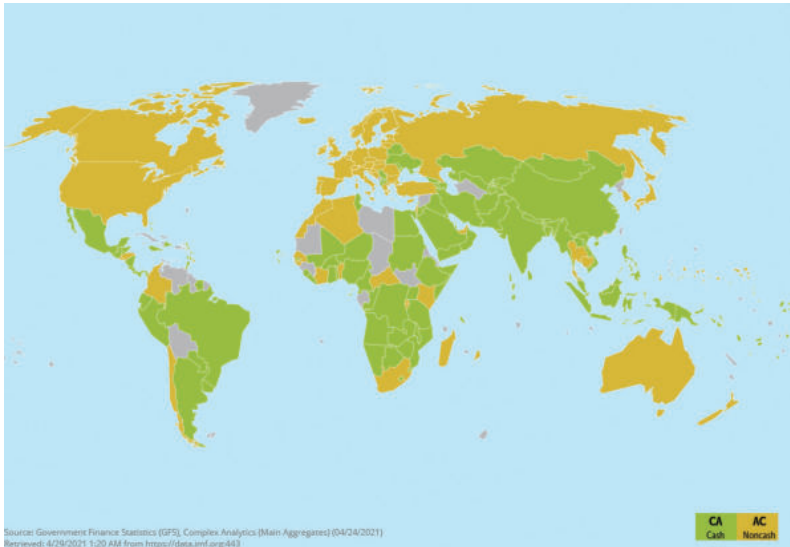 CA
Cash
AC
Noncash
Source: Government Finance Statistics (GFS), Complex Analytics (Main Aggregates) (04/24/2021)
Retrieved: 4/29/2021 1:20 AM from https://data.imf.org:443